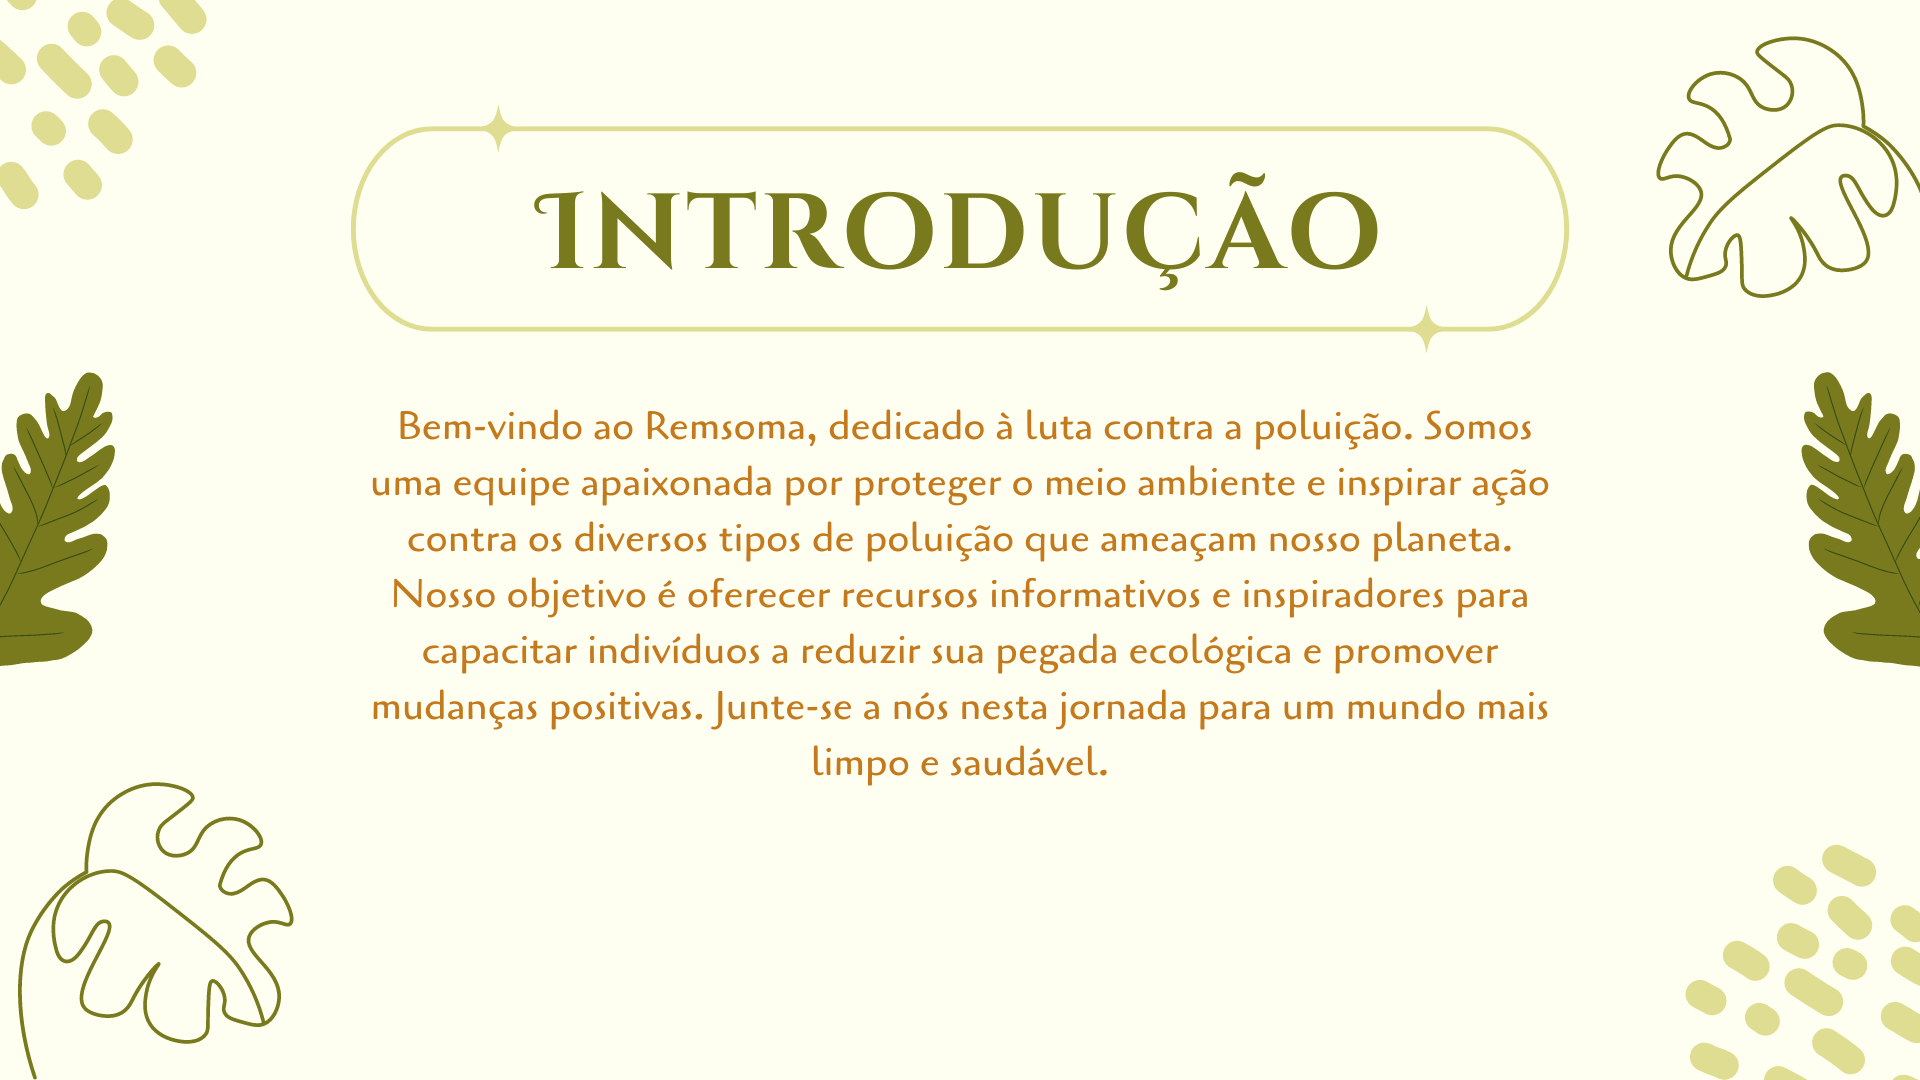 INTRODUÇÃO
Bem-vindo ao Remsoma, dedicado à luta contra a poluição. Somos
uma equipe apaixonada por proteger o meio ambiente e inspirar ação
contra os diversos tipos de poluição que ameaçam nosso planeta.
Nosso objetivo é oferecer recursos informativos e inspiradores para
capacitar indivíduos a reduzir sua pegada ecológica e promover
mudanças positivas. Junte-se a nós nesta jornada para um mundo mais
limpo e saudável.